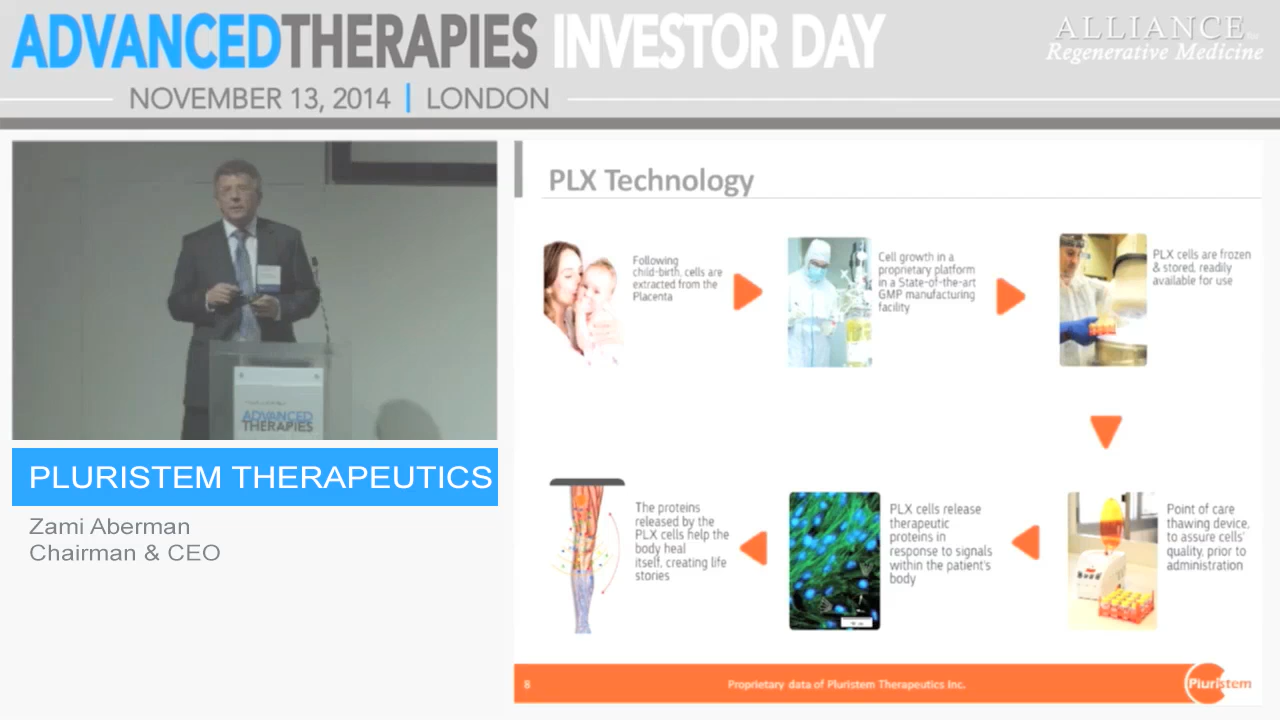 ADVANCEDTHERAPIES INVESTOR DAY
ALLIANCE
Regenerative Medicine
NOVEMBER 13, 2014 | LONDON
ADVANCED
THERAPIES
PLURISTEM THERAPEUTICS
Zami Aberman
Chairman & CEO
PLX Technology
Following
child-birth, cells are
extracted from the
Placenta
Cell growth in a
proprietary platform
in a State-of-the-art
GMP manufacturing
facility
PLX cells are frozen
& stored, readily
available for use
The proteins
released by the
PLX cells help the
body heal
itself, creating life
stories
PLX cells release
therapeutic
proteins in
response to signals
within the patient's
body
Point of care
thawing device,
to assure cells'
quality, prior to
administration
8
Proprietary data of Pluristem Therapeutics Inc.
Pluristem